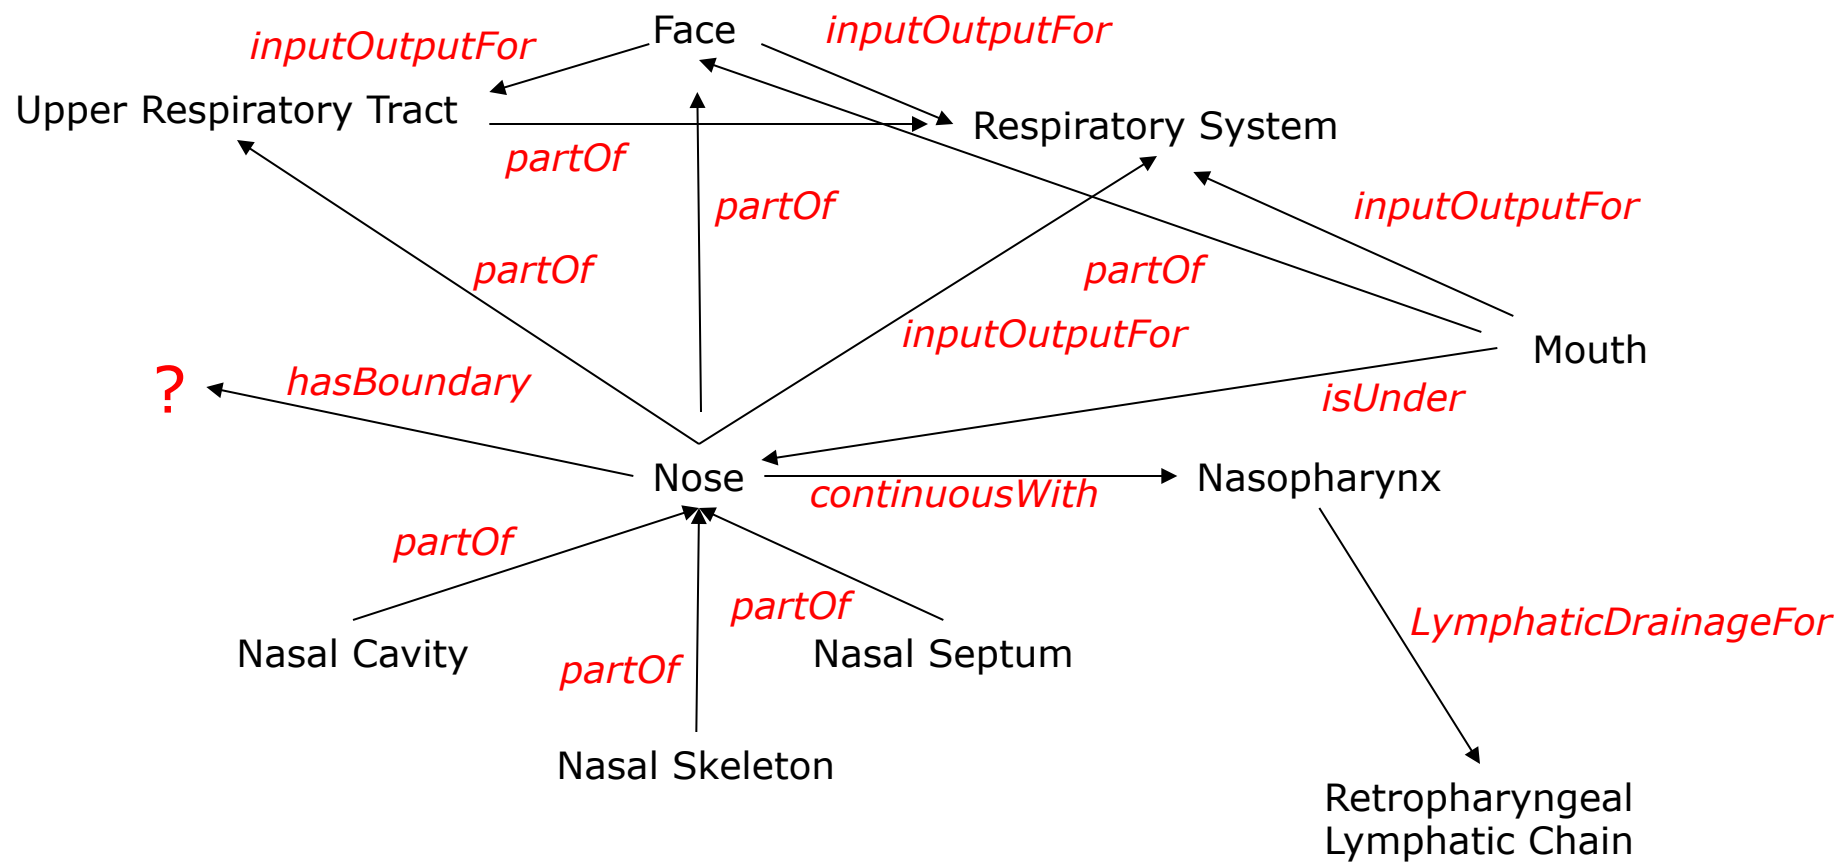 Face
inputOutputFor
inputOutputFor
Upper Respiratory Tract
Respiratory System
partOf
partOf
inputOutputFor
partOf
partOf
inputOutputFor
Mouth
?
hasBoundary
isUnder
Nose
continuousWith
Nasopharynx
partOf
partOf
LymphaticDrainageFor
Nasal Cavity
partOf
Nasal Septum
Nasal Skeleton
Retropharyngeal
Lymphatic Chain